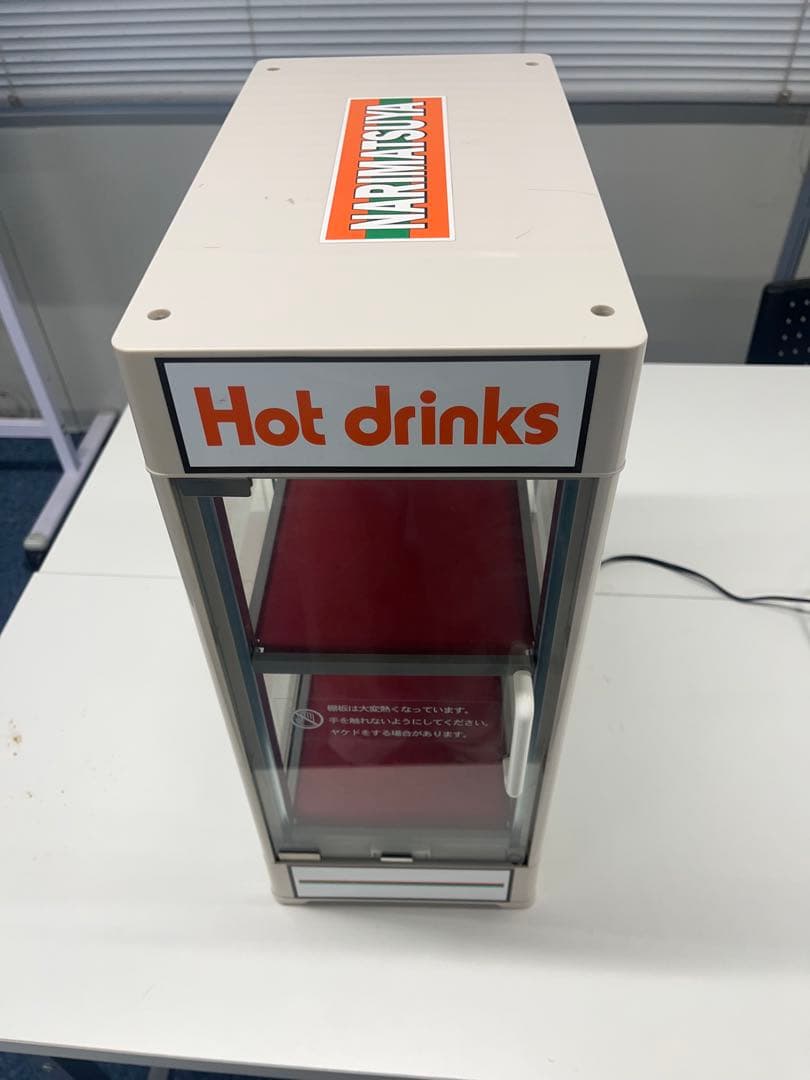 NARIMATSUYA
Hot drinks
棚板は大変熱くなっています。
手を触れないようにしてください。
ヤケドをする場合があります。